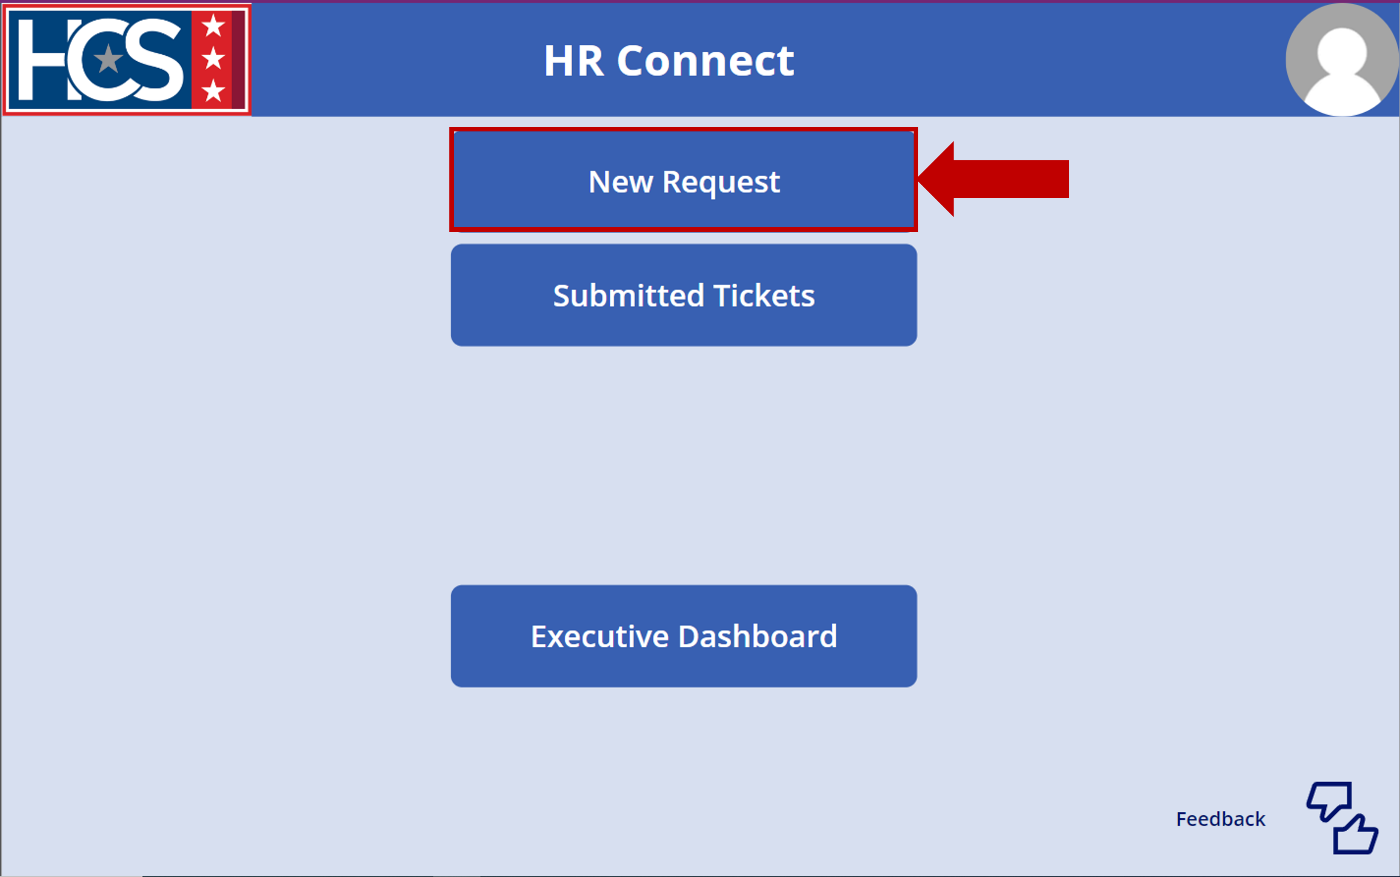 HCS
HR Connect
New Request
Submitted Tickets
Executive Dashboard
Feedback